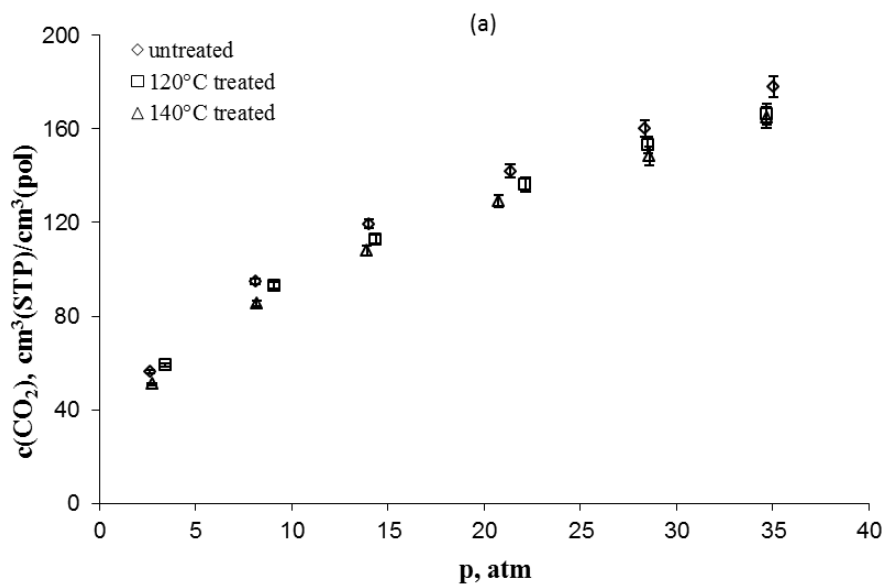 (a)
200
160
120
80
40
0
◇ untreated
□ 120°C treated
△ 140°C treated
c(CO₂), cm³(STP)/cm³(pol)
0 5 10 15 20 25 30 35 40
p, atm